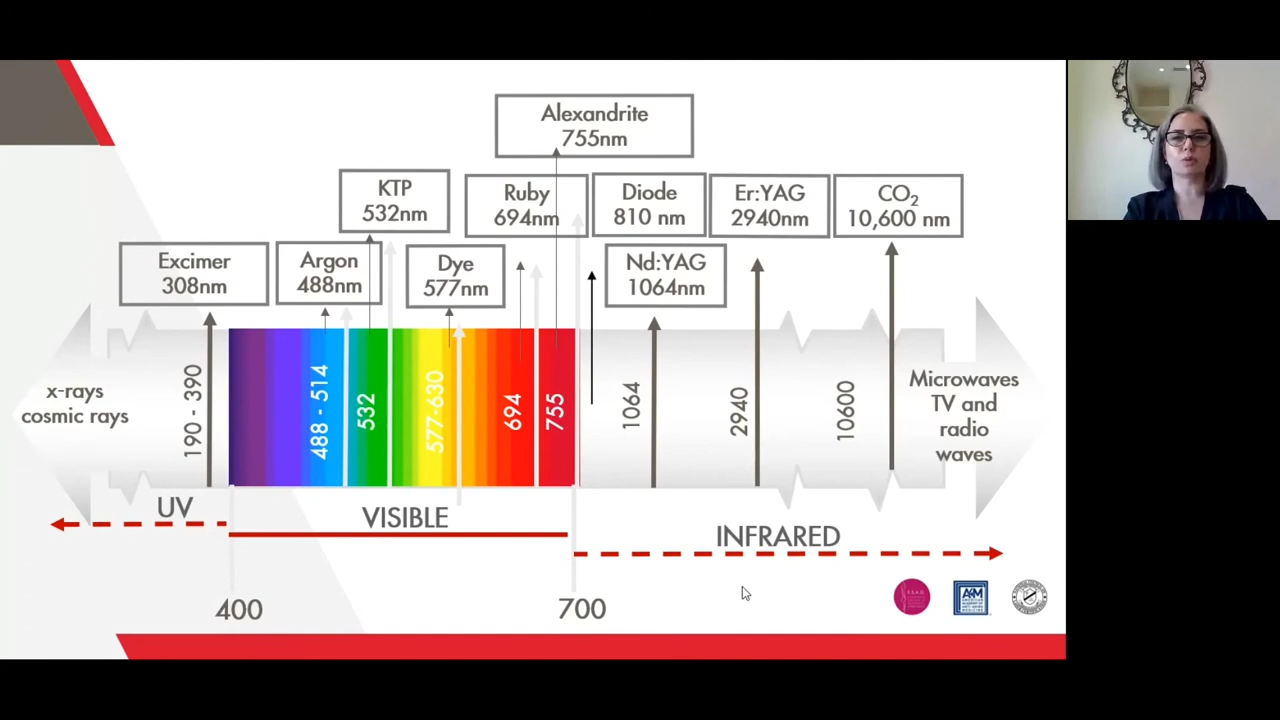 Alexandrite
755nm
KTP
532nm
Ruby
694nm
Diode
810 nm
Er:YAG
2940nm
CO₂
10,600 nm
Excimer
308nm
Argon
488nm
Dye
577nm
Nd:YAG
1064nm
x-rays
cosmic rays
190 - 390
488 - 514
532
577-630
694
755
1064
2940
10600
Microwaves
TV and
radio
waves
UV
VISIBLE
INFRARED
400
700